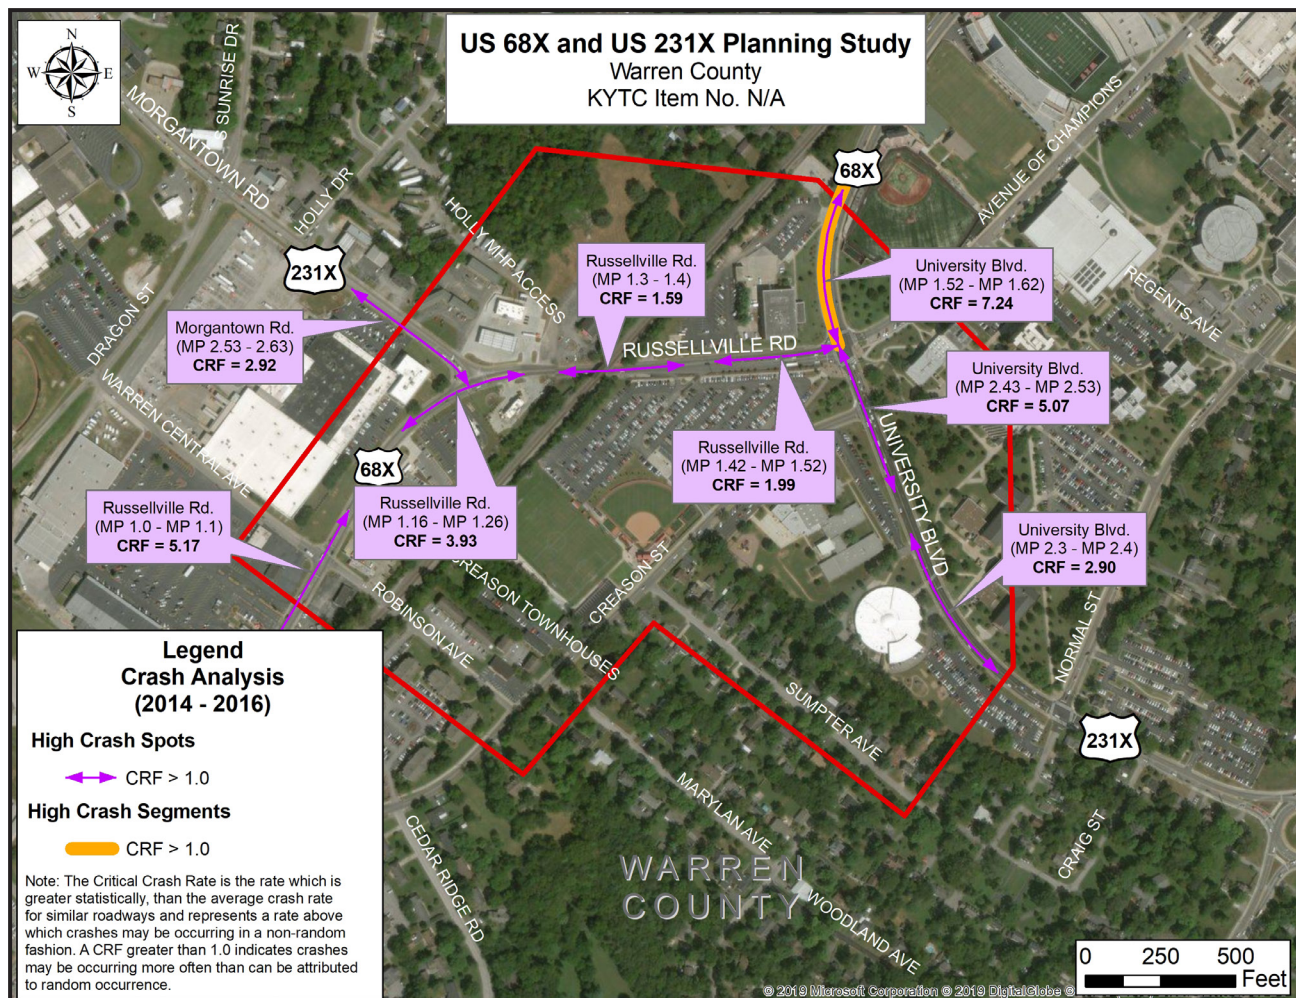 US 68X and US 231X Planning Study
Warren County
KYTC Item No. N/A
N
W E
S
MORGANTOWN RD
S SUNRISE DR
HOLLY DR
HOLLY MHP ACCESS
68X
AVENUE OF CHAMPIONS
REGENTS AVE
231X
DRAGON ST
Russellville Rd.
(MP 1.3 - 1.4)
CRF = 1.59
University Blvd.
(MP 1.52 - MP 1.62)
CRF = 7.24
Morgantown Rd.
(MP 2.53 - 2.63)
CRF = 2.92
RUSSELLVILLE RD
University Blvd.
(MP 2.43 - MP 2.53)
CRF = 5.07
WARREN CENTRAL AVE
68X
Russellville Rd.
(MP 1.42 - MP 1.52)
CRF = 1.99
UNIVERSITY BLVD
Russellville Rd.
(MP 1.0 - MP 1.1)
CRF = 5.17
Russellville Rd.
(MP 1.16 - MP 1.26)
CRF = 3.93
University Blvd.
(MP 2.3 - MP 2.4)
CRF = 2.90
ROBINSON AVE
CREASON TOWNHOUSES
CREASON ST
NORMAL ST
SUMPTER AVE
231X
MARYLAN AVE
CEDAR RIDGE RD
CRAIG ST
WOODLAND AVE
WARREN
COUNTY
Legend
Crash Analysis
(2014 - 2016)
High Crash Spots
CRF > 1.0
High Crash Segments
CRF > 1.0
Note: The Critical Crash Rate is the rate which is
greater statistically, than the average crash rate
for similar roadways and represents a rate above
which crashes may be occurring in a non-random
fashion. A CRF greater than 1.0 indicates crashes
may be occurring more often than can be attributed
to random occurrence.
0 250 500
Feet
© 2019 Microsoft Corporation © 2019 DigitalGlobe ©